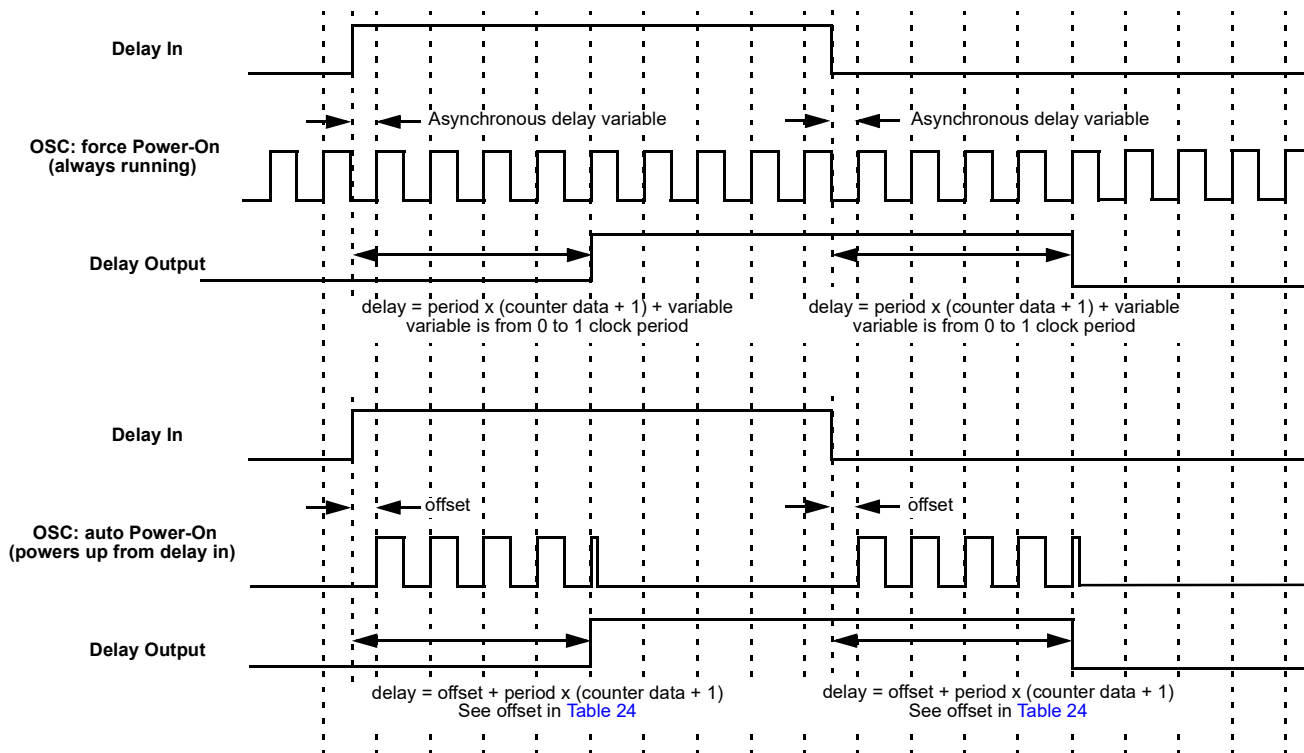 Delay In
Asynchronous delay variable
Asynchronous delay variable
OSC: force Power-On
(always running)
Delay Output
delay = period x (counter data + 1) + variable
variable is from 0 to 1 clock period
delay = period x (counter data + 1) + variable
variable is from 0 to 1 clock period
Delay In
offset
offset
OSC: auto Power-On
(powers up from delay in)
Delay Output
delay = offset + period x (counter data + 1)
See offset in Table 24
delay = offset + period x (counter data + 1)
See offset in Table 24